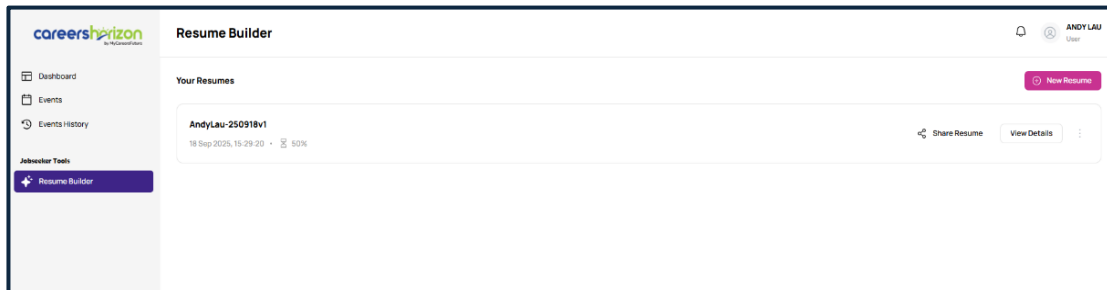 careershorizon
by MyCareersFuture
Resume Builder
ANDY LAU
User
Dashboard
Events
Events History
Jobseeker Tools
Resume Builder
Your Resumes
New Resume
AndyLau-250918v1
18 Sep 2025, 15:29:20 • 50%
Share Resume
View Details